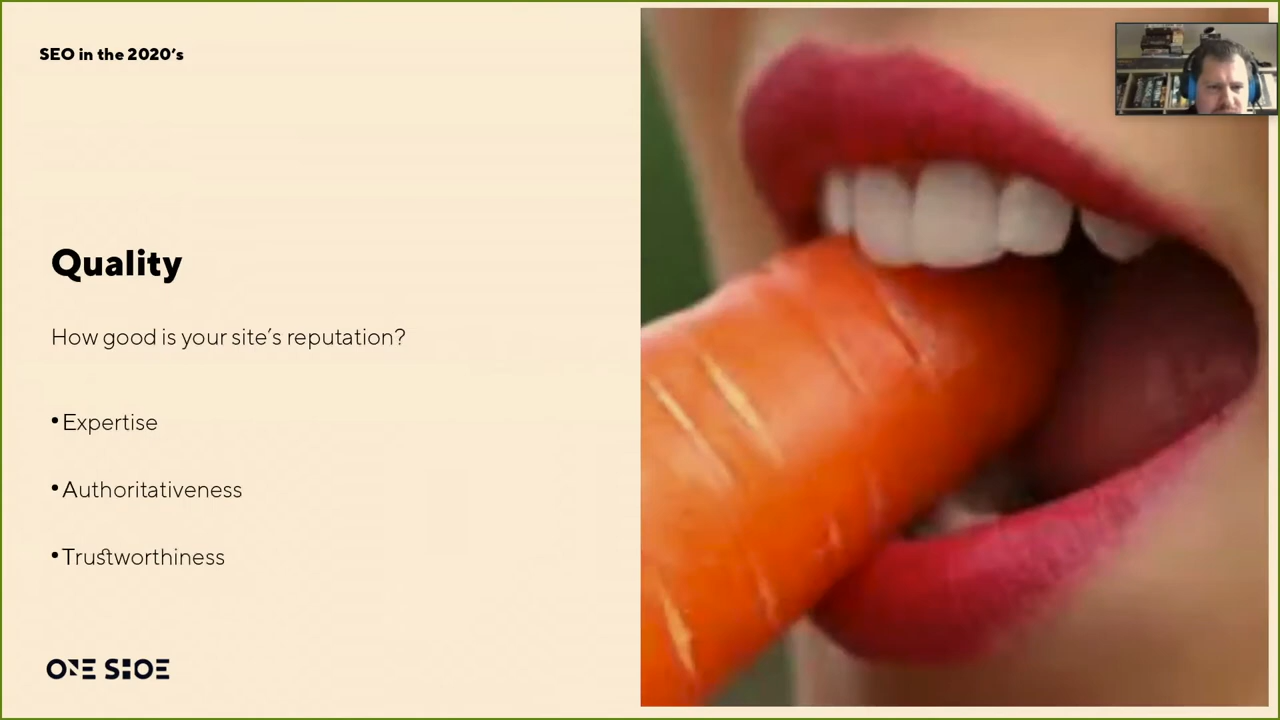 SEO in the 2020's
Quality
How good is your site's reputation?
• Expertise
• Authoritativeness
• Trustworthiness
ONE SHOE